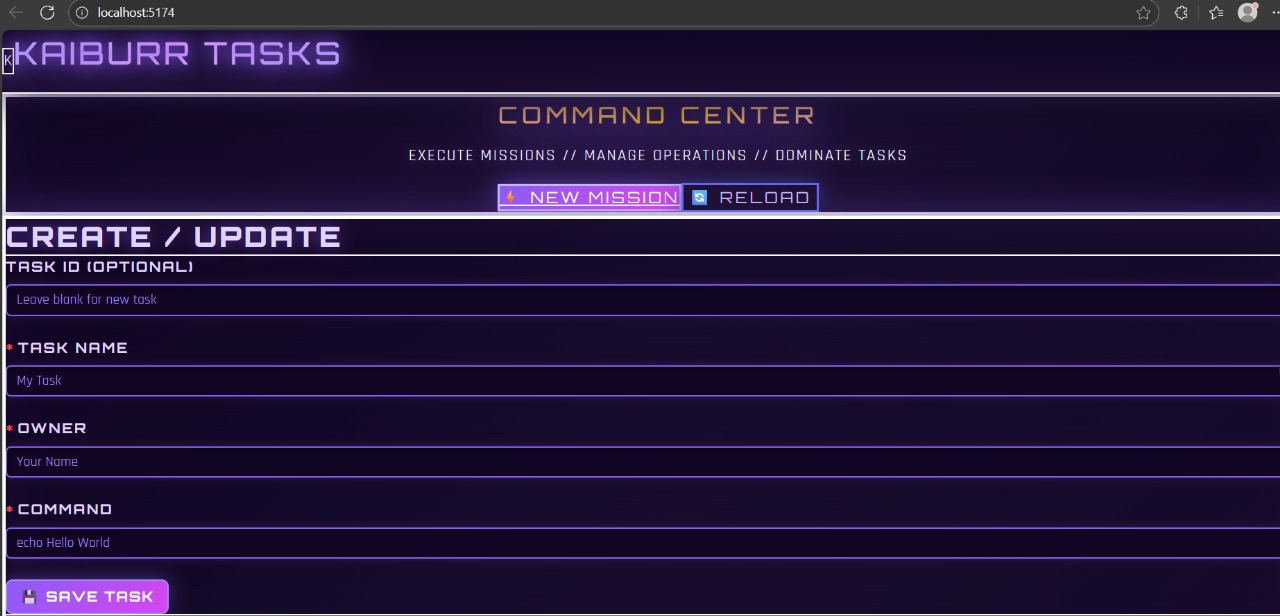 localhost:5174
K KAIBURR TASKS
COMMAND CENTER
EXECUTE MISSIONS // MANAGE OPERATIONS // DOMINATE TASKS
NEW MISSION RELOAD
CREATE / UPDATE
TASK ID (OPTIONAL)
Leave blank for new task
* TASK NAME
My Task
* OWNER
Your Name
* COMMAND
echo Hello World
SAVE TASK